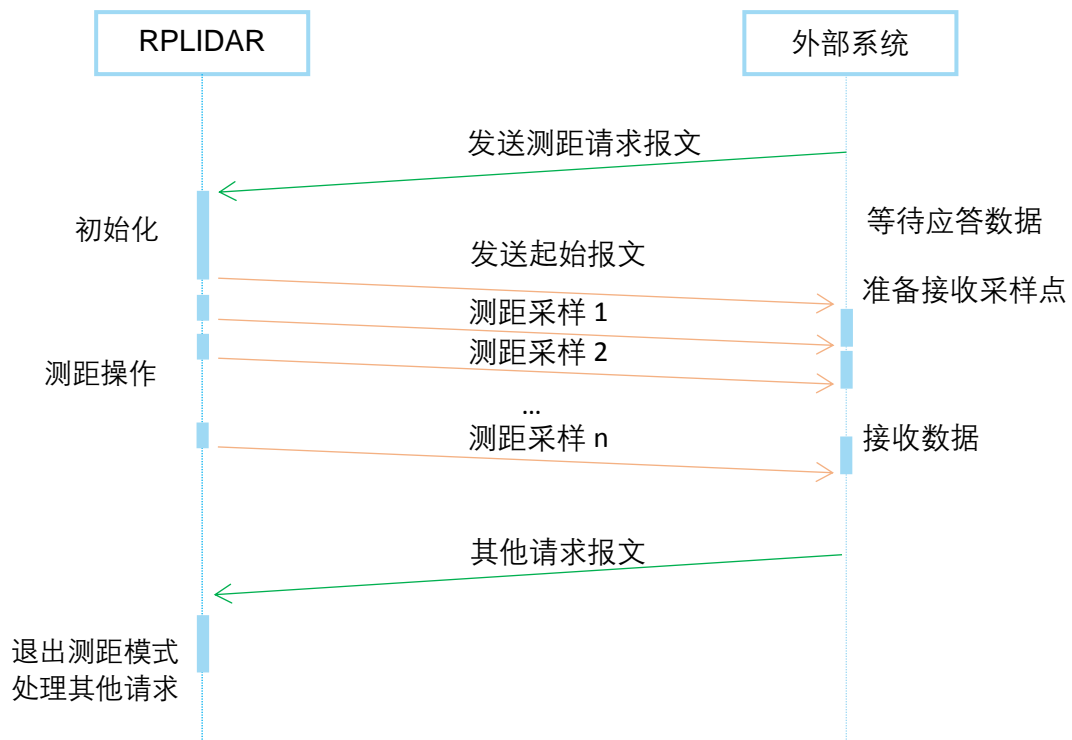 RPLIDAR
外部系统
发送测距请求报文
等待应答数据
初始化
发送起始报文
准备接收采样点
测距采样 1
测距采样 2
测距操作
…
测距采样 n
接收数据
其他请求报文
退出测距模式
处理其他请求